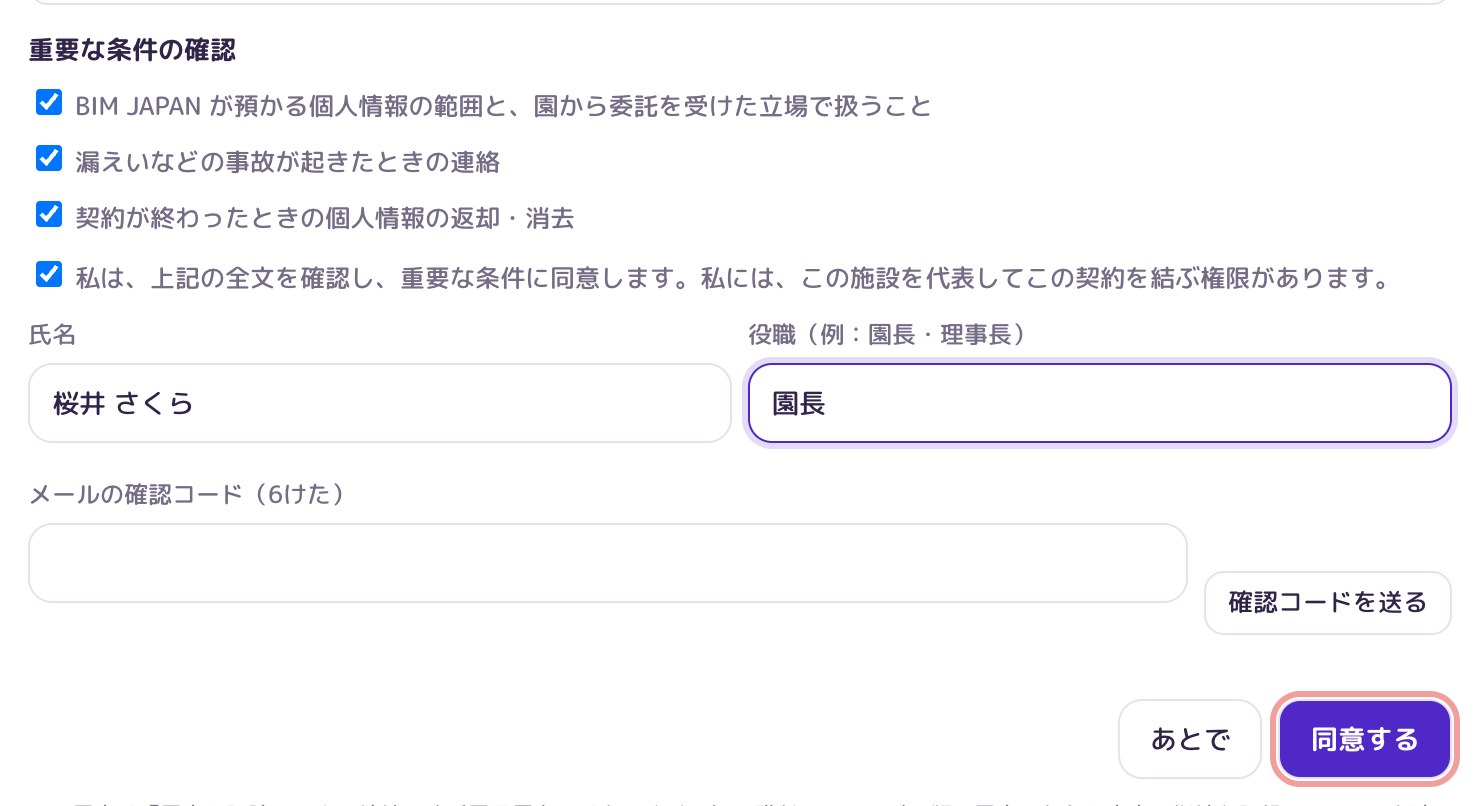 重要な条件の確認
BIM JAPAN が預かる個人情報の範囲と、園から委託を受けた立場で扱うこと
漏えいなどの事故が起きたときの連絡
契約が終わったときの個人情報の返却・消去
私は、上記の全文を確認し、重要な条件に同意します。私には、この施設を代表してこの契約を結ぶ権限があります。
氏名
役職（例：園長・理事長）
桜井 さくら
園長
メールの確認コード（6けた）
確認コードを送る
あとで
同意する